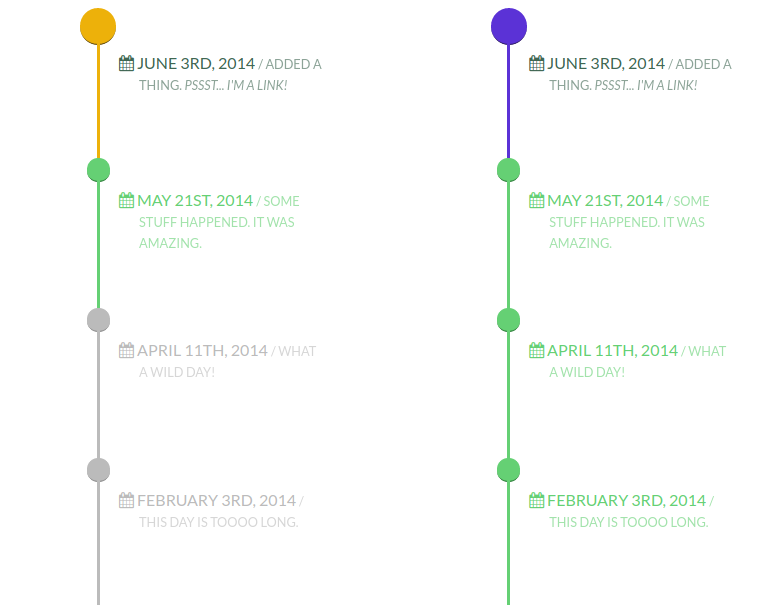 JUNE 3RD, 2014 / ADDED A
THING. PSSST... I'M A LINK!
MAY 21ST, 2014 / SOME
STUFF HAPPENED. IT WAS
AMAZING.
APRIL 11TH, 2014 / WHAT
A WILD DAY!
FEBRUARY 3RD, 2014 /
THIS DAY IS TOOOO LONG.
JUNE 3RD, 2014 / ADDED A
THING. PSSST... I'M A LINK!
MAY 21ST, 2014 / SOME
STUFF HAPPENED. IT WAS
AMAZING.
APRIL 11TH, 2014 / WHAT
A WILD DAY!
FEBRUARY 3RD, 2014 /
THIS DAY IS TOOOO LONG.